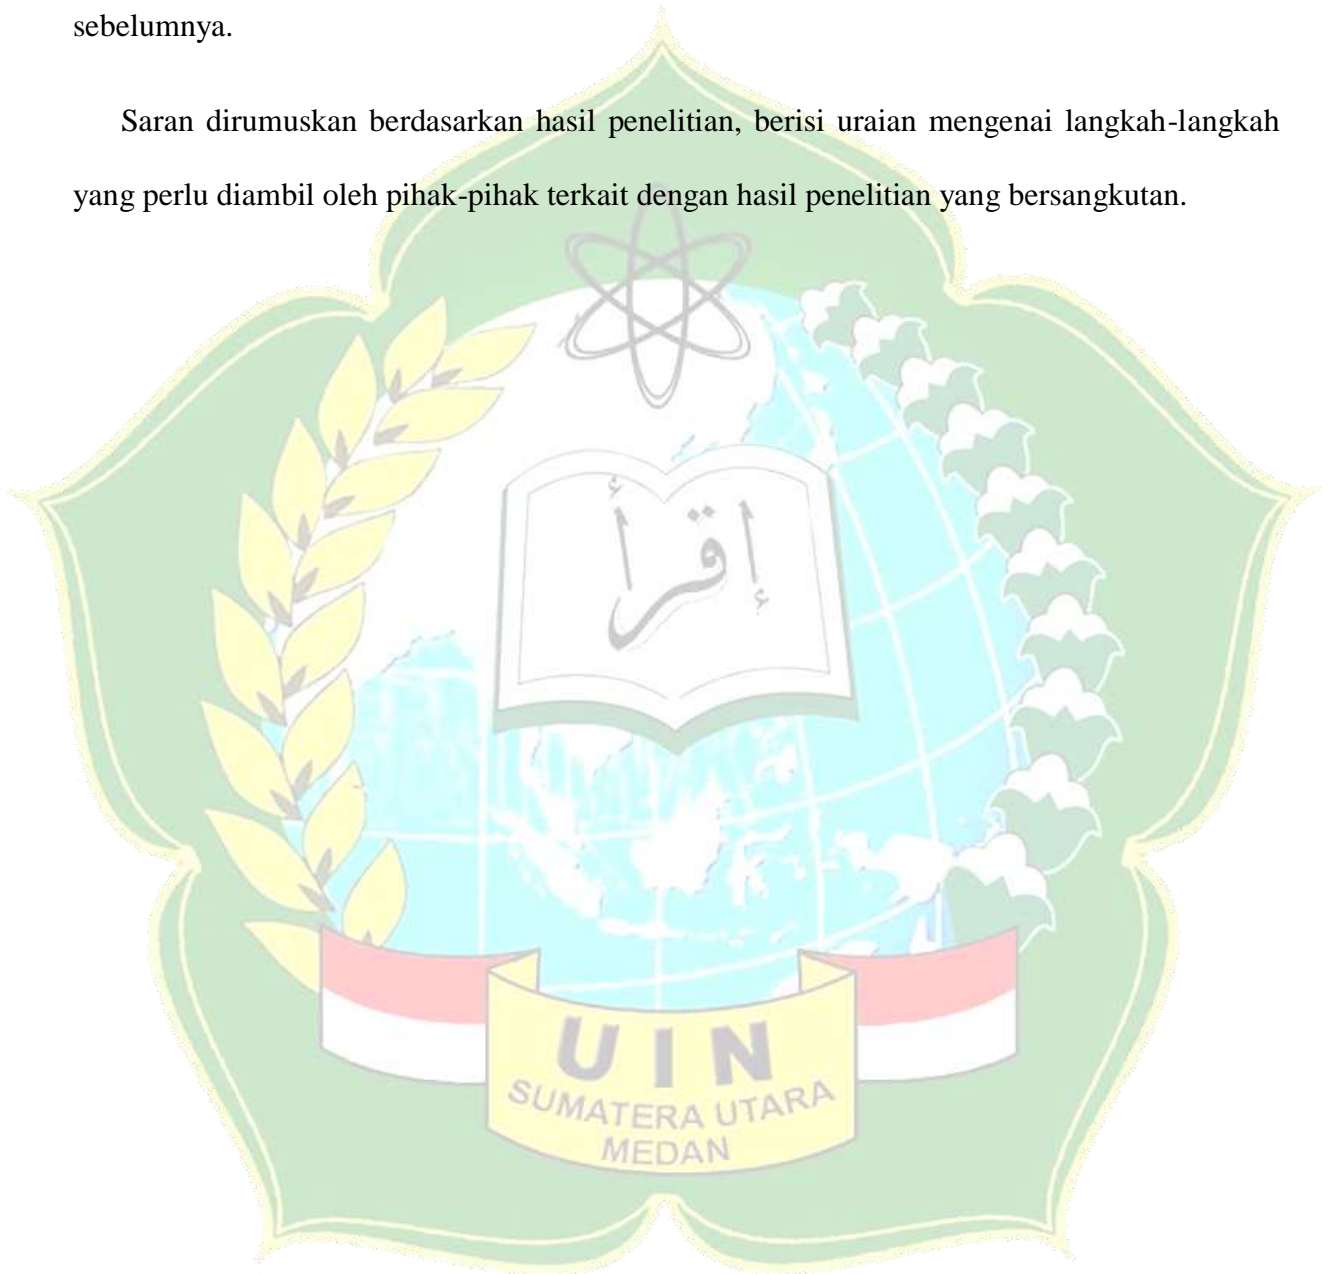 sebelumnya.
Saran dirumuskan berdasarkan hasil penelitian, berisi uraian mengenai langkah-langkah
yang perlu diambil oleh pihak-pihak terkait dengan hasil penelitian yang bersangkutan.
إقرأ
UIN
SUMATERA UTARA
MEDAN